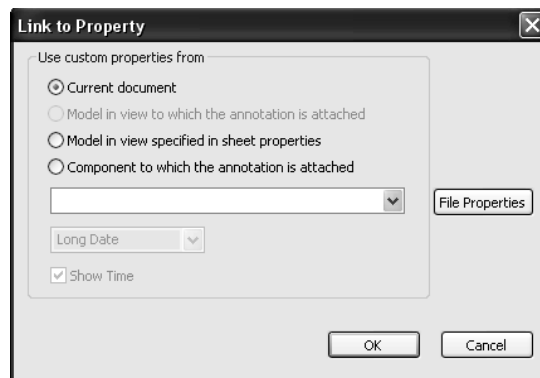 Link to Property
Use custom properties from
Current document
Model in view to which the annotation is attached
Model in view specified in sheet properties
Component to which the annotation is attached
File Properties
Long Date
Show Time
OK Cancel